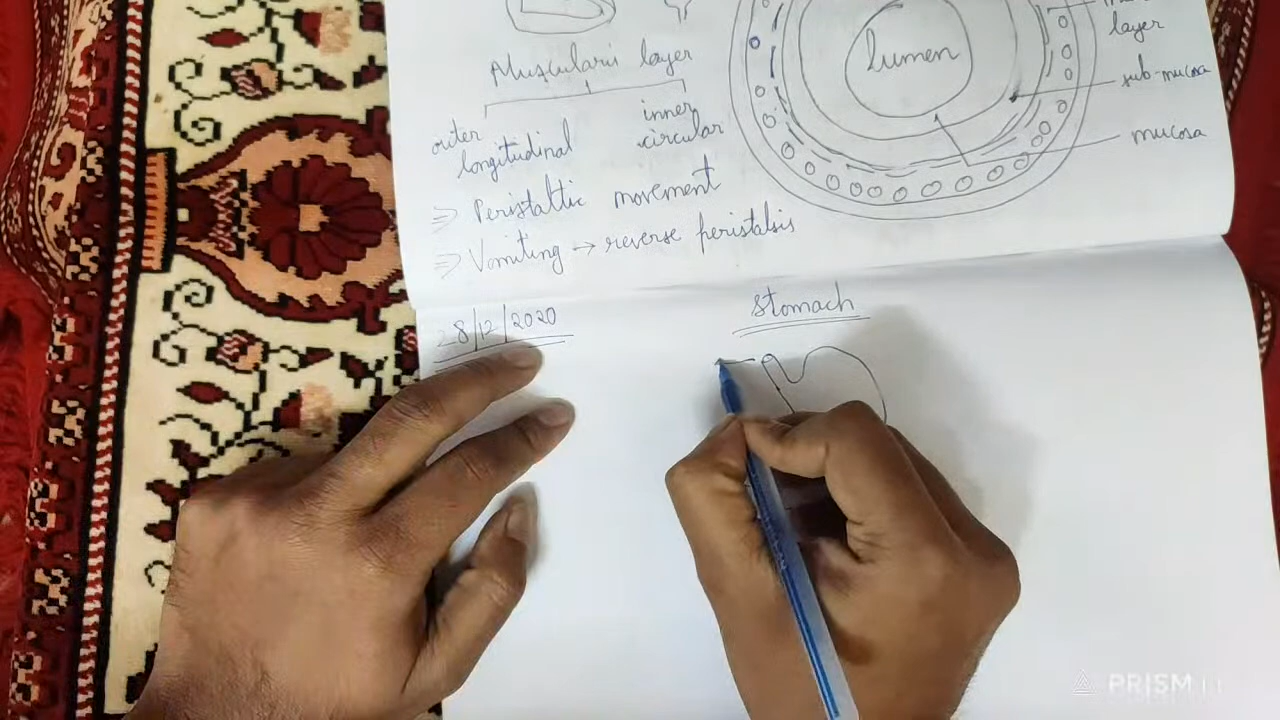 Muscularis layer
outer longitudinal
inner circular
⇒ Peristaltic movement
⇒ Vomiting → reverse peristalsis
lumen
layer
sub-mucosa
mucosa
28/12/2020
Stomach
PRISM